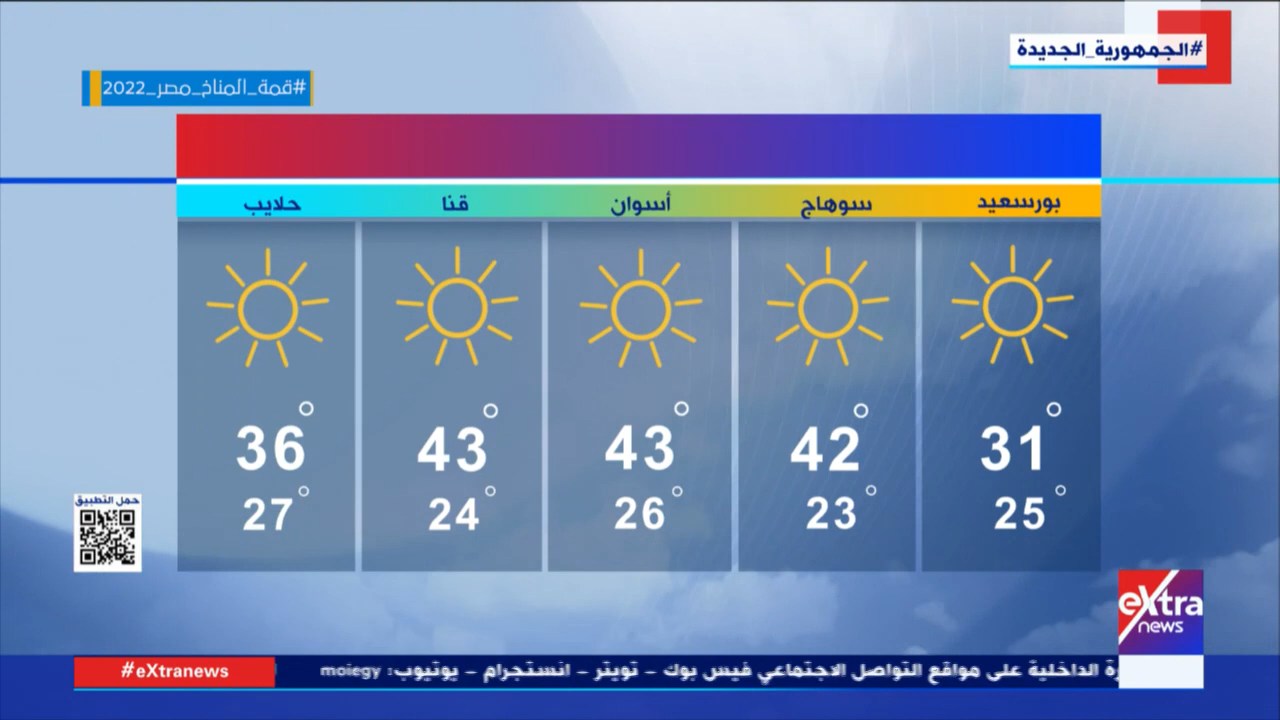 #الجمهورية_الجديدة
#قمة_المناخ_مصر_2022
بورسعيد
سوهاج
أسوان
قنا
حلايب
31° 42° 43° 43° 36°
25° 23° 26° 24° 27°
حمل التطبيق
eXtra
news
#eXtranews
الداخلية على مواقع التواصل الاجتماعي فيس بوك - تويتر - انستجرام - يوتيوب: moiegy